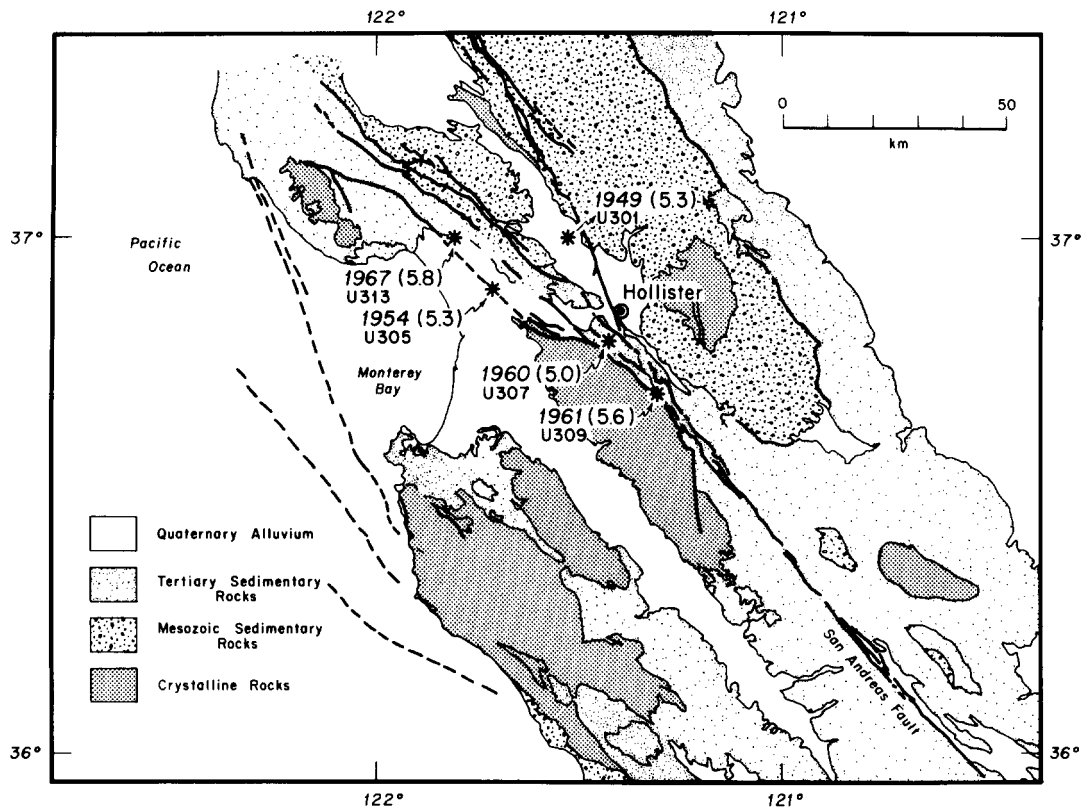 122°
121°
0
50
km
37°
37°
1949 (5.3)
U301
Pacific
Ocean
1967 (5.8)
U313
Hollister
1954 (5.3)
U305
Monterey
Bay
1960 (5.0)
U307
1961 (5.6)
U309
Quaternary Alluvium
Tertiary Sedimentary
Rocks
Mesozoic Sedimentary
Rocks
Crystalline Rocks
San Andreas Fault
36°
36°
122°
121°